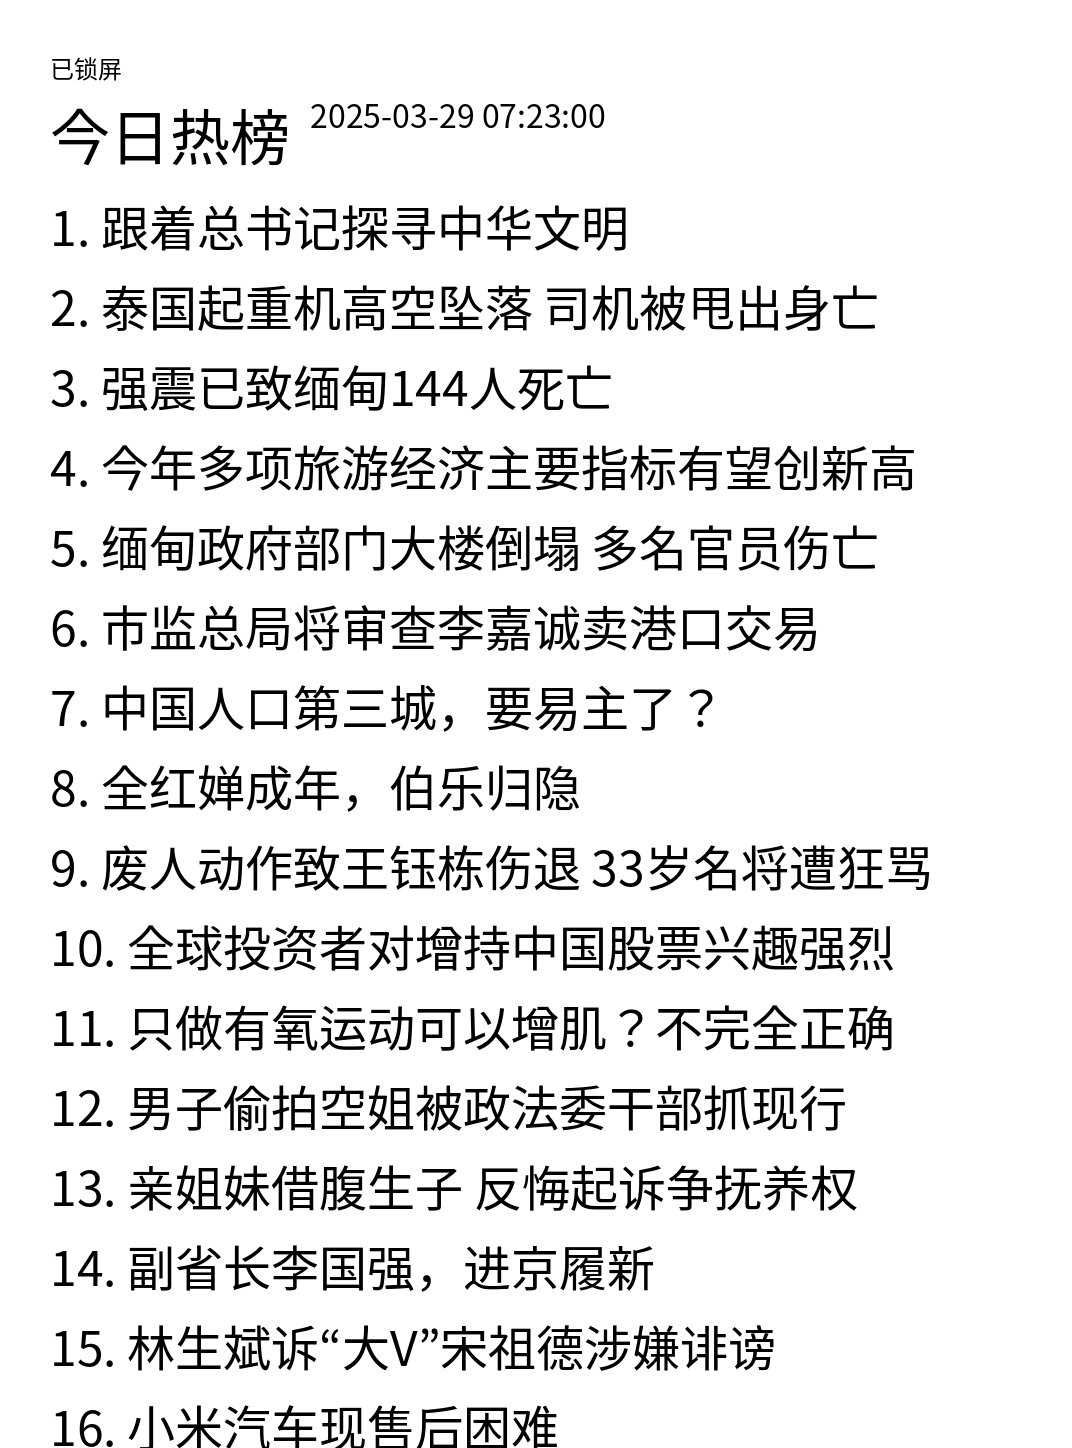 已锁屏
今日热榜 2025-03-29 07:23:00
1. 跟着总书记探寻中华文明
2. 泰国起重机高空坠落 司机被甩出身亡
3. 强震已致缅甸144人死亡
4. 今年多项旅游经济主要指标有望创新高
5. 缅甸政府部门大楼倒塌 多名官员伤亡
6. 市监总局将审查李嘉诚卖港口交易
7. 中国人口第三城，要易主了？
8. 全红婵成年，伯乐归隐
9. 废人动作致王钰栋伤退 33岁名将遭狂骂
10. 全球投资者对增持中国股票兴趣强烈
11. 只做有氧运动可以增肌？不完全正确
12. 男子偷拍空姐被政法委干部抓现行
13. 亲姐妹借腹生子 反悔起诉争抚养权
14. 副省长李国强，进京履新
15. 林生斌诉“大V”宋祖德涉嫌诽谤
16. 小米汽车现售后困难